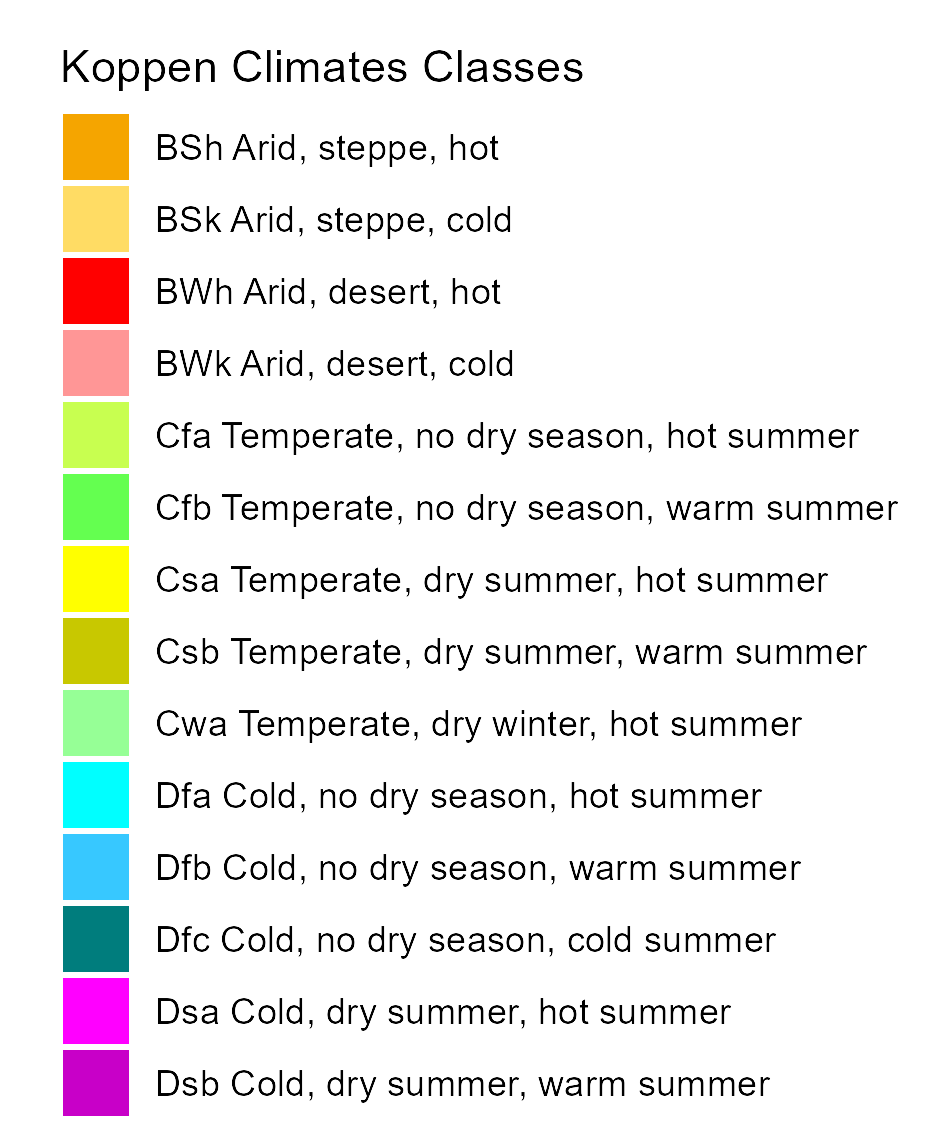 Koppen Climates Classes
BSh Arid, steppe, hot
BSk Arid, steppe, cold
BWh Arid, desert, hot
BWk Arid, desert, cold
Cfa Temperate, no dry season, hot summer
Cfb Temperate, no dry season, warm summer
Csa Temperate, dry summer, hot summer
Csb Temperate, dry summer, warm summer
Cwa Temperate, dry winter, hot summer
Dfa Cold, no dry season, hot summer
Dfb Cold, no dry season, warm summer
Dfc Cold, no dry season, cold summer
Dsa Cold, dry summer, hot summer
Dsb Cold, dry summer, warm summer